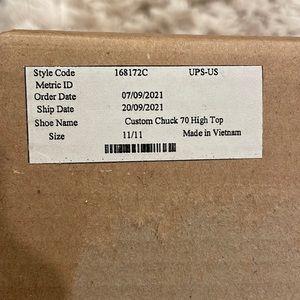 Style Code 168172C UPS-US
Metric ID
Order Date 07/09/2021
Ship Date 20/09/2021
Shoe Name Custom Chuck 70 High Top
Size 11/11 Made in Vietnam